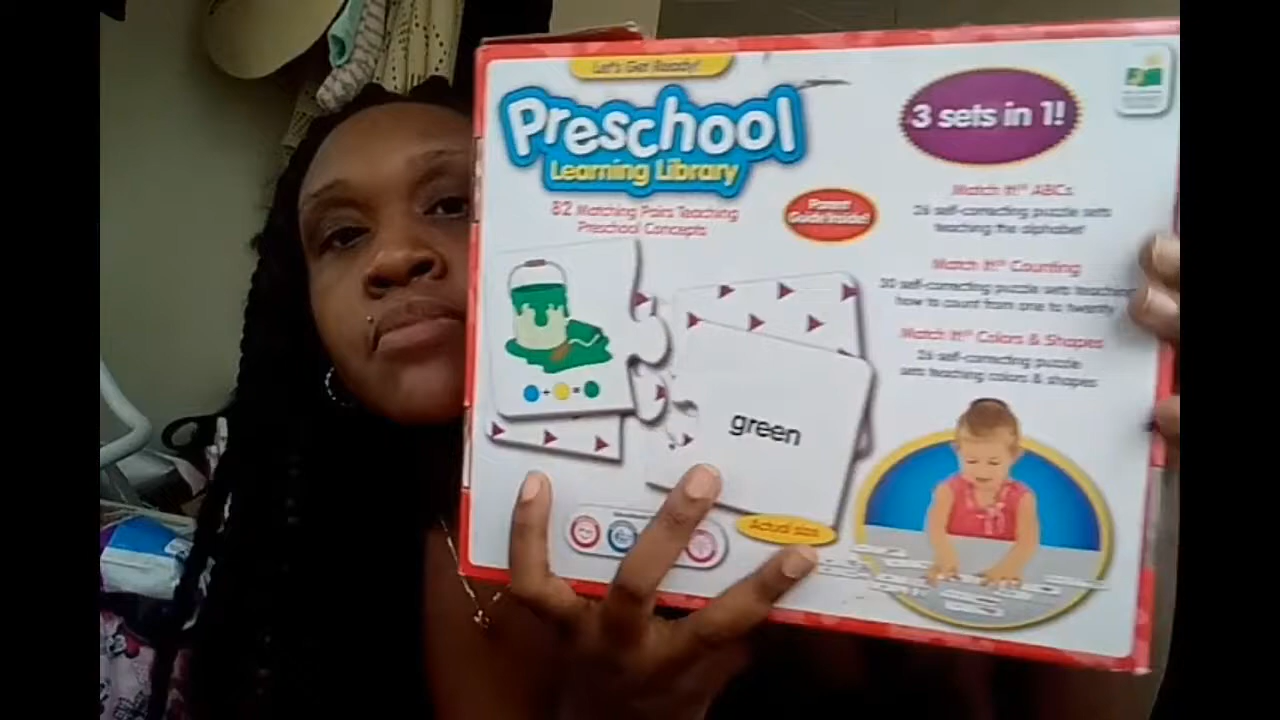 Let's Get Ready!
Preschool
Learning Library
82 Matching Pairs Teaching
Preschool Concepts
Parent
Guide Inside!
3 sets in 1!
Match It!® ABCs
26 self-correcting puzzle sets
teaching the alphabet
Match It!® Counting
30 self-correcting puzzle sets teaching
how to count from one to twenty
Match It!® Colors & Shapes
26 self-correcting puzzle
sets teaching colors & shapes
+ =
green
Actual size